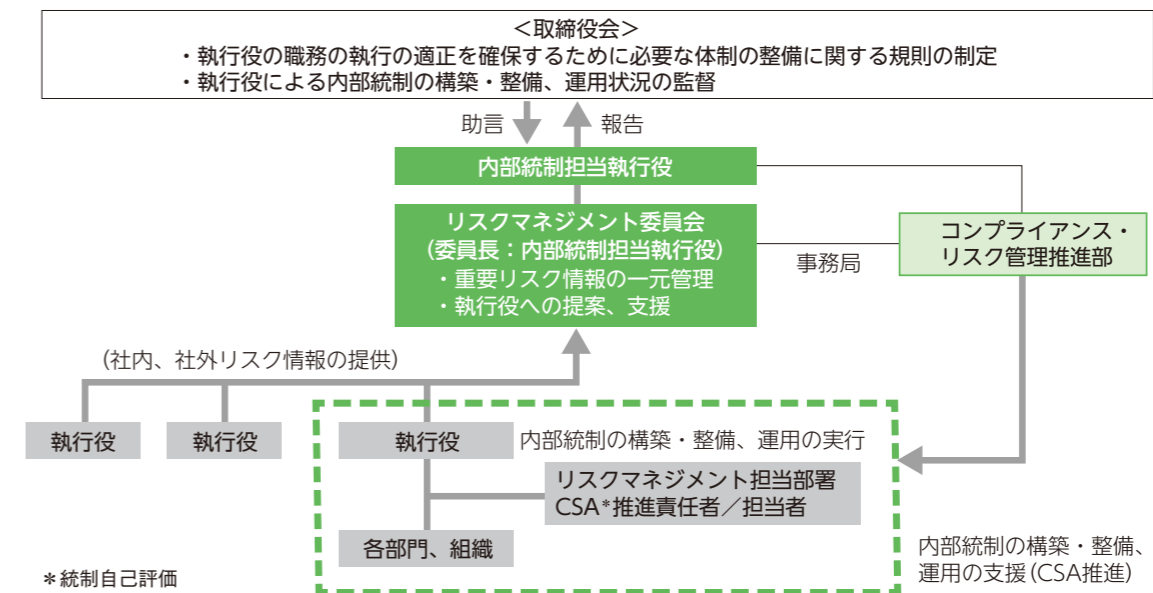 ＜取締役会＞
・執行役の職務の執行の適正を確保するために必要な体制の整備に関する規則の制定
・執行役による内部統制の構築・整備、運用状況の監督
助言
報告
内部統制担当執行役
リスクマネジメント委員会
（委員長：内部統制担当執行役）
・重要リスク情報の一元管理
・執行役への提案、支援
事務局
コンプライアンス・
リスク管理推進部
（社内、社外リスク情報の提供）
執行役
執行役
執行役
内部統制の構築・整備、運用の実行
リスクマネジメント担当部署
CSA*推進責任者／担当者
各部門、組織
内部統制の構築・整備、
運用の支援（CSA推進）
＊統制自己評価